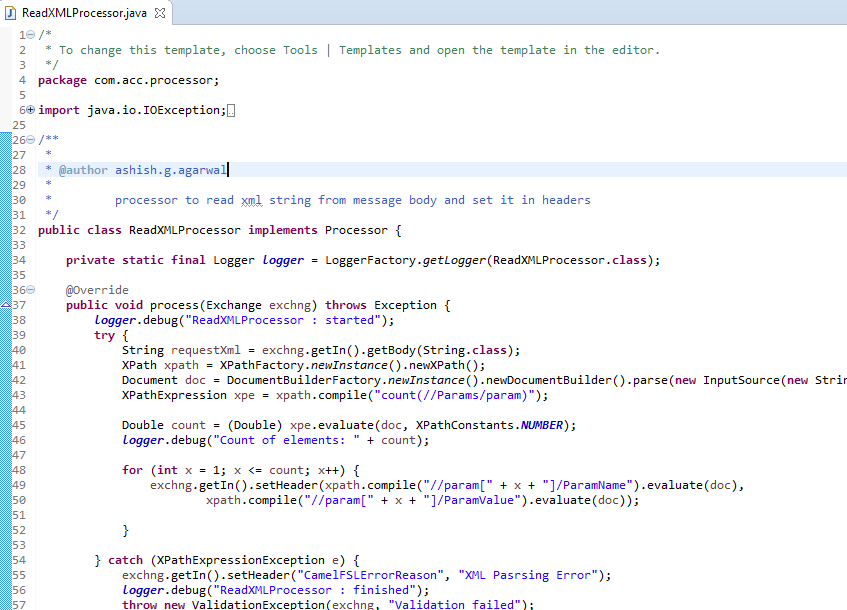 ReadXMLProcessor.java
1 /*
2  * To change this template, choose Tools | Templates and open the template in the editor.
3  */
4 package com.acc.processor;
5
6 import java.io.IOException;
25
26 /**
27  *
28  * @author ashish.g.agarwal
29  *
30  *         processor to read xml string from message body and set it in headers
31  */
32 public class ReadXMLProcessor implements Processor {
33
34     private static final Logger logger = LoggerFactory.getLogger(ReadXMLProcessor.class);
35
36     @Override
37     public void process(Exchange exchng) throws Exception {
38         logger.debug("ReadXMLProcessor : started");
39         try {
40             String requestXml = exchng.getIn().getBody(String.class);
41             XPath xpath = XPathFactory.newInstance().newXPath();
42             Document doc = DocumentBuilderFactory.newInstance().newDocumentBuilder().parse(new InputSource(new Strin
43             XPathExpression xpe = xpath.compile("count(//Params/param)");
44
45             Double count = (Double) xpe.evaluate(doc, XPathConstants.NUMBER);
46             logger.debug("Count of elements: " + count);
47
48             for (int x = 1; x <= count; x++) {
49                 exchng.getIn().setHeader(xpath.compile("//param[" + x + "]/ParamName").evaluate(doc),
50                         xpath.compile("//param[" + x + "]/ParamValue").evaluate(doc));
51
52             }
53
54         } catch (XPathExpressionException e) {
55             exchng.getIn().setHeader("CamelFSLErrorReason", "XML Pasrsing Error");
56             logger.debug("ReadXMLProcessor : finished");
57             throw new ValidationException(exchng, "Validation failed");